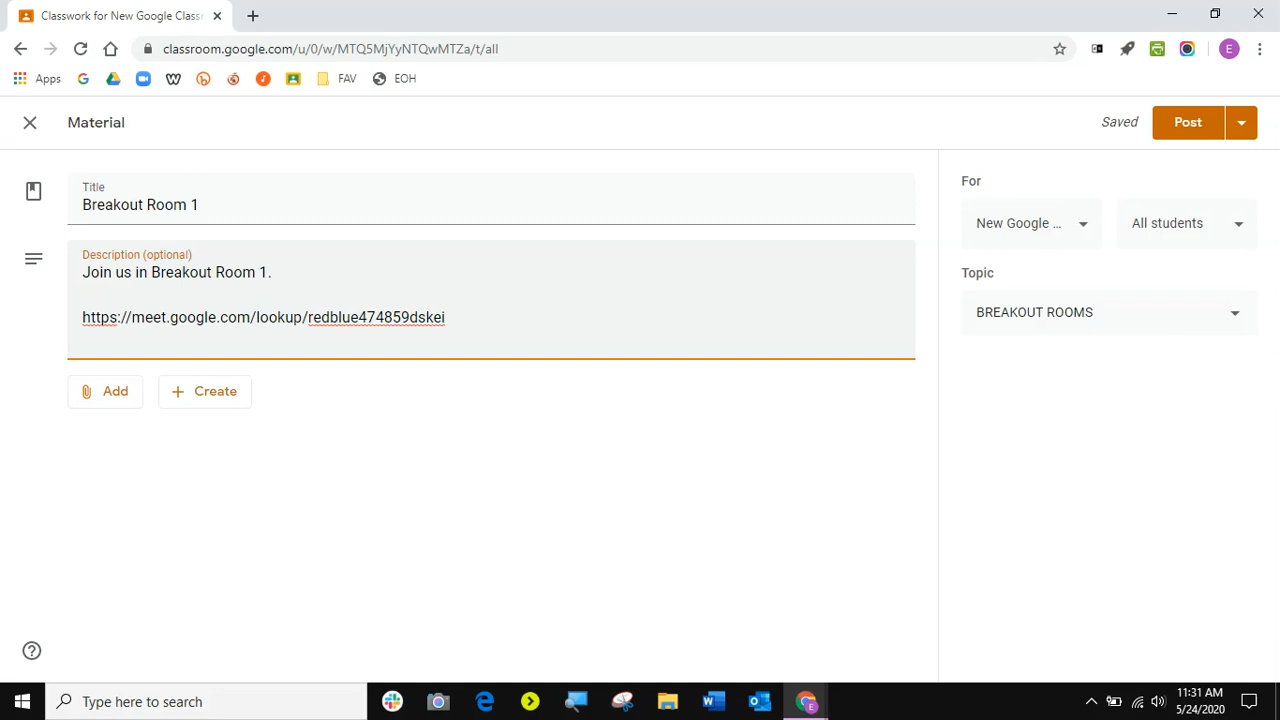 Classwork for New Google Class
classroom.google.com/u/0/w/MTQ5MjYyNTQwMTZa/t/all
Apps
FAV
EOH
E
Material
Saved
Post
Title
Breakout Room 1
Description (optional)
Join us in Breakout Room 1.
https://meet.google.com/lookup/redblue474859dskei
Add
Create
For
New Google ...
All students
Topic
BREAKOUT ROOMS
Type here to search
11:31 AM
5/24/2020